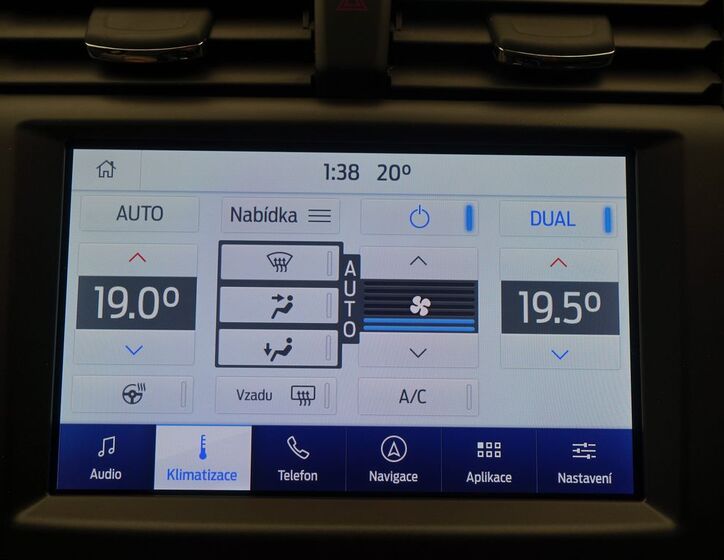 1:38 20°
AUTO
Nabídka
DUAL
19.0°
AUTO
19.5°
Vzadu
A/C
Audio
Klimatizace
Telefon
Navigace
Aplikace
Nastavení